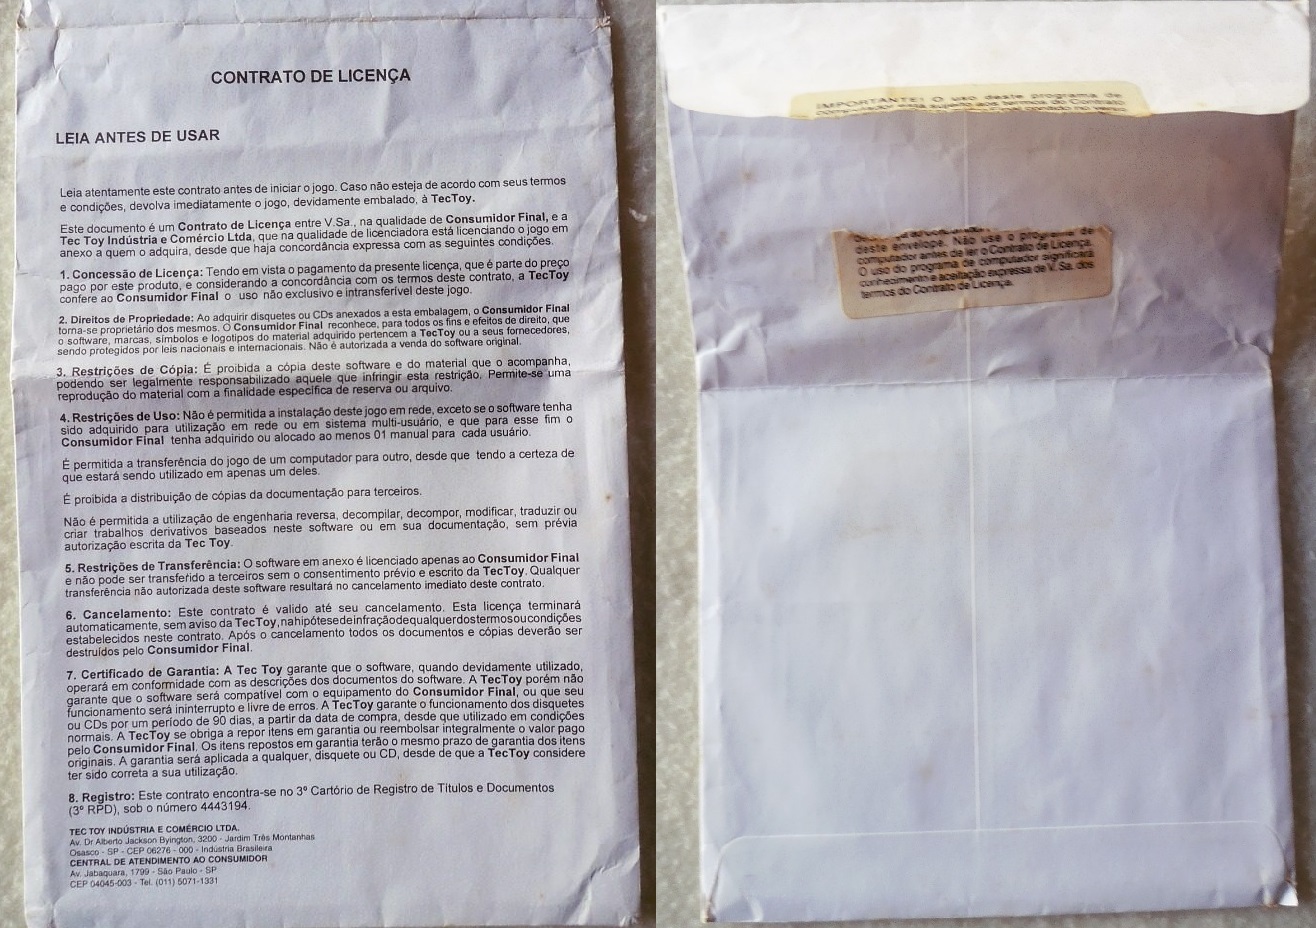 CONTRATO DE LICENÇA
LEIA ANTES DE USAR
Leia atentamente este contrato antes de iniciar o jogo. Caso não esteja de acordo com seus termos
e condições, devolva imediatamente o jogo, devidamente embalado, à TecToy.
Este documento é um Contrato de Licença entre V.Sa., na qualidade de Consumidor Final, e a
Tec Toy Indústria e Comércio Ltda, que na qualidade de licenciadora está licenciando o jogo em
anexo a quem o adquira, desde que haja concordância expressa com as seguintes condições.
1. Concessão de Licença: Tendo em vista o pagamento da presente licença, que é parte do preço
pago por este produto, e considerando a concordância com os termos deste contrato, a TecToy
confere ao Consumidor Final o uso não exclusivo e intransferível deste jogo.
2. Direitos de Propriedade: Ao adquirir disquetes ou CDs anexados a esta embalagem, o Consumidor Final
torna-se proprietário dos mesmos. O Consumidor Final reconhece, para todos os fins e efeitos de direito, que
o software, marcas, símbolos e logotipos do material adquirido pertencem a TecToy ou a seus fornecedores,
sendo protegidos por leis nacionais e internacionais. Não é autorizada a venda do software original.
3. Restrições de Cópia: É proibida a cópia deste software e do material que o acompanha,
podendo ser legalmente responsabilizado aquele que infringir esta restrição. Permite-se uma
reprodução do material com a finalidade específica de reserva ou arquivo.
4. Restrições de Uso: Não é permitida a instalação deste jogo em rede, exceto se o software tenha
sido adquirido para utilização em rede ou em sistema multi-usuário, e que para esse fim o
Consumidor Final tenha adquirido ou alocado ao menos 01 manual para cada usuário.
É permitida a transferência do jogo de um computador para outro, desde que tendo a certeza de
que estará sendo utilizado em apenas um deles.
É proibida a distribuição de cópias da documentação para terceiros.
Não é permitida a utilização de engenharia reversa, decompilar, decompor, modificar, traduzir ou
criar trabalhos derivativos baseados neste software ou em sua documentação, sem prévia
autorização escrita da Tec Toy.
5. Restrições de Transferência: O software em anexo é licenciado apenas ao Consumidor Final
e não pode ser transferido a terceiros sem o consentimento prévio e escrito da TecToy. Qualquer
transferência não autorizada deste software resultará no cancelamento imediato deste contrato.
6. Cancelamento: Este contrato é valido até seu cancelamento. Esta licença terminará
automaticamente, sem aviso da TecToy, na hipótese de infração de qualquer dos termos ou condições
estabelecidos neste contrato. Após o cancelamento todos os documentos e cópias deverão ser
destruídos pelo Consumidor Final.
7. Certificado de Garantia: A Tec Toy garante que o software, quando devidamente utilizado,
operará em conformidade com as descrições dos documentos do software. A TecToy porém não
garante que o software será compatível com o equipamento do Consumidor Final, ou que seu
funcionamento será ininterrupto e livre de erros. A TecToy garante o funcionamento dos disquetes
ou CDs por um período de 90 dias, a partir da data de compra, desde que utilizado em condições
normais. A TecToy se obriga a repor itens em garantia ou reembolsar integralmente o valor pago
pelo Consumidor Final. Os itens repostos em garantia terão o mesmo prazo de garantia dos itens
originais. A garantia será aplicada a qualquer, disquete ou CD, desde de que a TecToy considere
ter sido correta a sua utilização.
8. Registro: Este contrato encontra-se no 3º Cartório de Registro de Títulos e Documentos
(3º RPD), sob o número 4443194.
TEC TOY INDÚSTRIA E COMÉRCIO LTDA.
Av. Dr Alberto Jackson Byington, 3200 - Jardim Três Montanhas
Osasco - SP - CEP 06276 - 000 - Indústria Brasileira
CENTRAL DE ATENDIMENTO AO CONSUMIDOR
Av. Jabaquara, 1799 - São Paulo - SP
CEP 04045-003 - Tel. (011) 5071-1331
IMPORTANTE! O uso deste programa de
computador está sujeito aos termos do Contrato
deste envelope. Não use o programa de
computador antes de ler o Contrato de Licença.
O uso do programa de computador significará
conhecimento e aceitação expressa de V. Sa. dos
termos do Contrato de Licença.